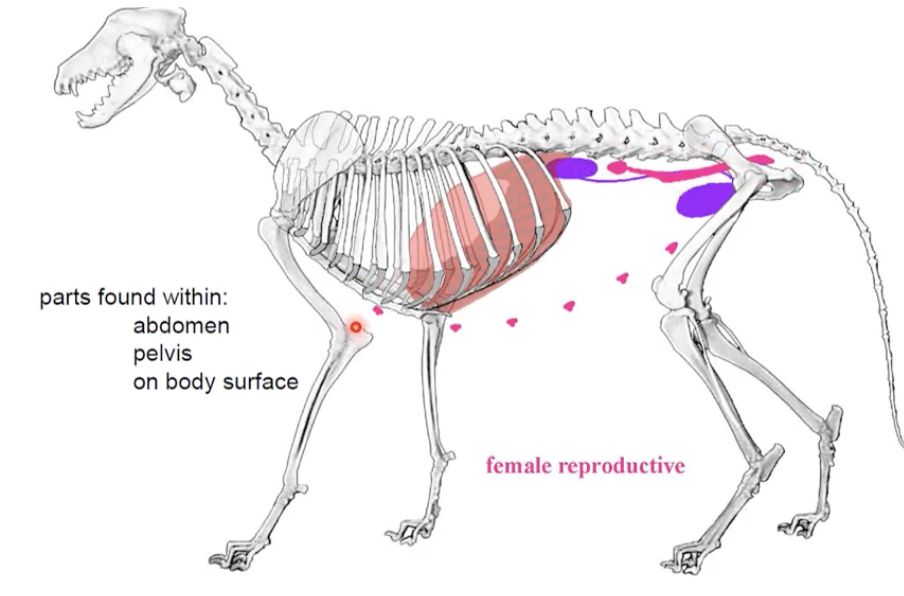 parts found within:
abdomen
pelvis
on body surface
female reproductive